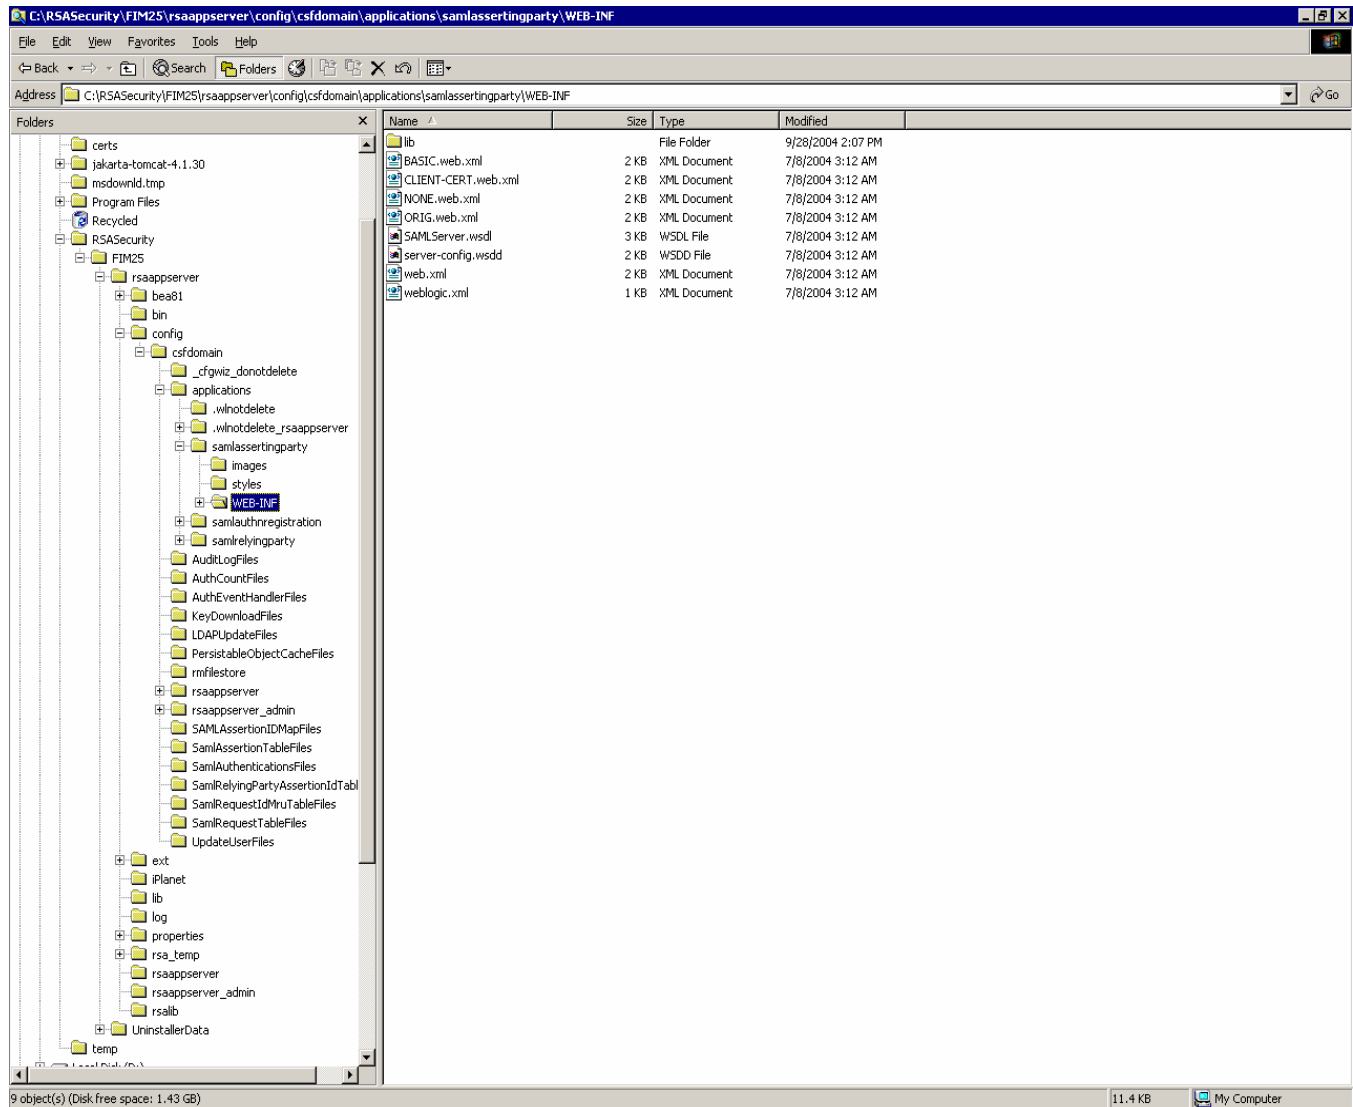 C:\RSASecurity\FIM25\rsaappserver\config\csfdomain\applications\samlassertingparty\WEB-INF
File Edit View Favorites Tools Help
Back Search Folders
Address C:\RSASecurity\FIM25\rsaappserver\config\csfdomain\applications\samlassertingparty\WEB-INF Go
Folders
Name Size Type Modified
certs
jakarta-tomcat-4.1.30
msdownld.tmp
Program Files
Recycled
RSASecurity
FIM25
rsaappserver
bea81
bin
config
csfdomain
_cfgwiz_donotdelete
applications
.wlnotdelete
.wlnotdelete_rsaappserver
samlassertingparty
images
styles
WEB-INF
samlauthnregistration
samlrelyingparty
AuditLogFiles
AuthCountFiles
AuthEventHandlerFiles
KeyDownloadFiles
LDAPUpdateFiles
PersistableObjectCacheFiles
rmfilestore
rsaappserver
rsaappserver_admin
SAMLAssertionIDMapFiles
SamlAssertionTableFiles
SamlAuthenticationsFiles
SamlRelyingPartyAssertionIdTabl
SamlRequestIdMruTableFiles
SamlRequestTableFiles
UpdateUserFiles
ext
iPlanet
lib
log
properties
rsa_temp
rsaappserver
rsaappserver_admin
rsalib
UninstallerData
temp
lib File Folder 9/28/2004 2:07 PM
BASIC.web.xml 2 KB XML Document 7/8/2004 3:12 AM
CLIENT-CERT.web.xml 2 KB XML Document 7/8/2004 3:12 AM
NONE.web.xml 2 KB XML Document 7/8/2004 3:12 AM
ORIG.web.xml 2 KB XML Document 7/8/2004 3:12 AM
SAMLServer.wsdl 3 KB WSDL File 7/8/2004 3:12 AM
server-config.wsdd 2 KB WSDD File 7/8/2004 3:12 AM
web.xml 2 KB XML Document 7/8/2004 3:12 AM
weblogic.xml 1 KB XML Document 7/8/2004 3:12 AM
9 object(s) (Disk free space: 1.43 GB) 11.4 KB My Computer